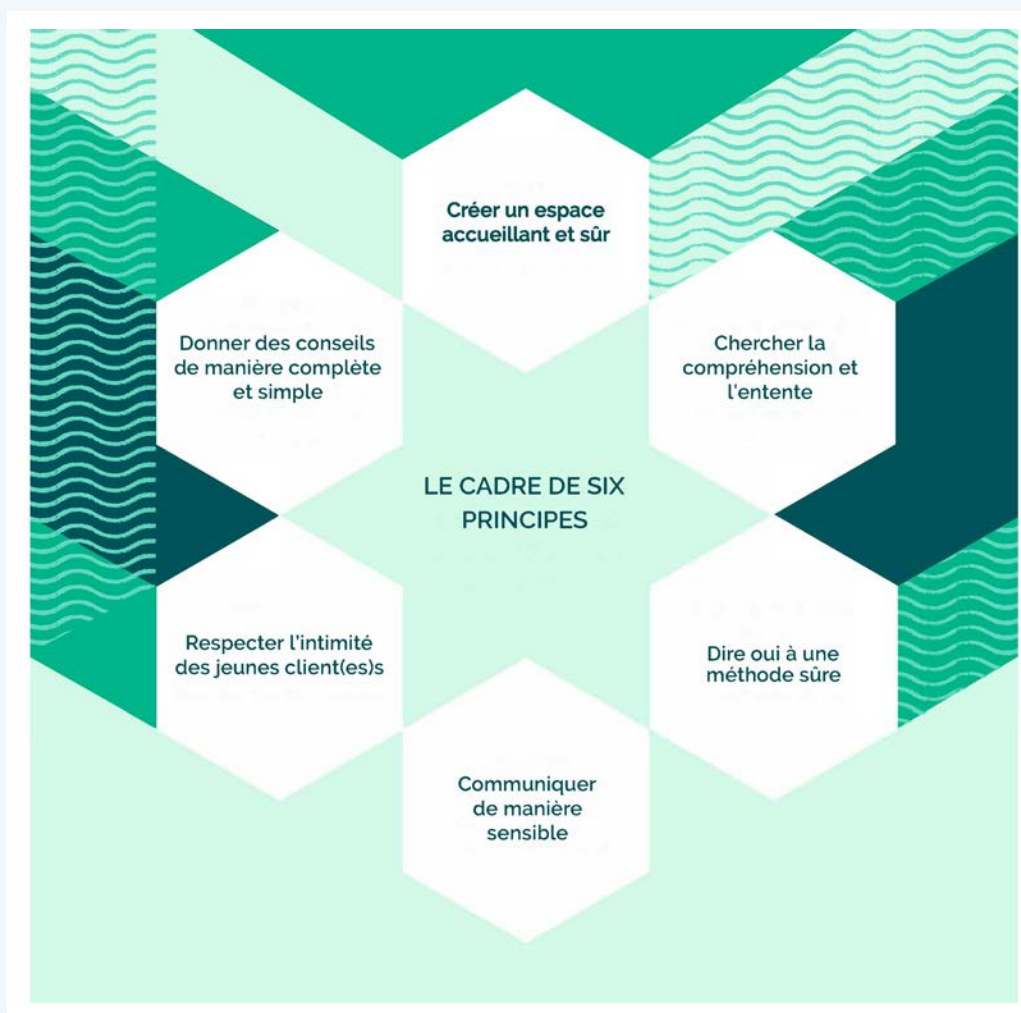 Créer un espace
accueillant et sûr
Donner des conseils
de manière complète
et simple
Chercher la
compréhension et
l'entente
LE CADRE DE SIX
PRINCIPES
Respecter l'intimité
des jeunes client(es)s
Dire oui à une
méthode sûre
Communiquer
de manière
sensible